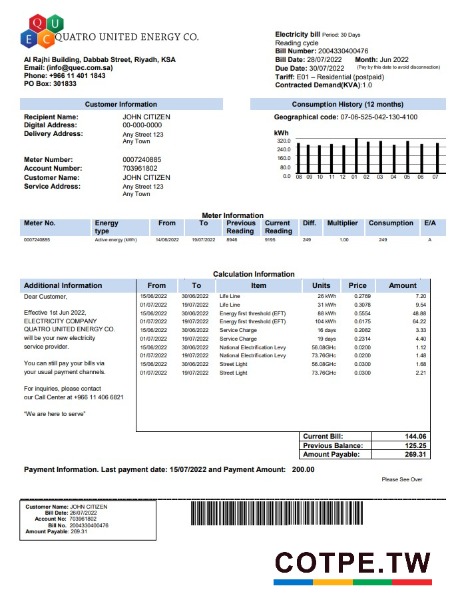 QUEC
QUATRO UNITED ENERGY CO.
Al Rajhi Building, Dabbab Street, Riyadh, KSA
Email: (info@quec.com.sa)
Phone: +966 11 401 1843
PO Box: 301833
Electricity bill Period: 30 Days
Reading cycle
Bill Number: 2004330400476
Bill Date: 28/07/2022 Month: Jun 2022
Due Date: 30/07/2022 (Pay by this date to avoid disconnection)
Tariff: E01 – Residential (postpaid)
Contracted Demand(KVA):1.0
Customer Information
Recipient Name: JOHN CITIZEN
Digital Address: 00-000-0000
Delivery Address: Any Street 123
Any Town
Meter Number: 0007240885
Account Number: 703961802
Customer Name: JOHN CITIZEN
Service Address: Any Street 123
Any Town
Consumption History (12 months)
Geographical code: 07-06-525-042-130-4100
kWh
320.0
240.0
160.0
80.0
0.0
08 09 10 11 12 01 02 03 04 05 06 07
Meter Information
Meter No. Energy type From To Previous Reading Current Reading Diff. Multiplier Consumption E/A
0007240885 Active energy (kWh) 14/06/2022 19/07/2022 8946 9195 249 1.00 249 A
Calculation Information
Additional Information From To Item Units Price Amount
Dear Customer,
Effective 1st Jun 2022,
ELECTRICITY COMPANY
QUATRO UNITED ENERGY CO.
will be your new electricity
service provider.
You can still pay your bills via
your usual payment channels.
For inquiries, please contact
our Call Center at +966 11 406 6021
"We are here to serve"
15/06/2022 30/06/2022 Life Line 26 kWh 0.2769 7.20
01/07/2022 19/07/2022 Life Line 31 kWh 0.3078 9.54
15/06/2022 30/06/2022 Energy first threshold (EFT) 88 kWh 0.5554 48.88
01/07/2022 19/07/2022 Energy first threshold (EFT) 104 kWh 0.6175 64.22
15/06/2022 30/06/2022 Service Charge 16 days 0.2082 3.33
01/07/2022 19/07/2022 Service Charge 19 days 0.2314 4.40
15/06/2022 30/06/2022 National Electrification Levy 56.08GHz 0.0200 1.12
01/07/2022 19/07/2022 National Electrification Levy 73.76GHz 0.0200 1.48
15/06/2022 30/06/2022 Street Light 56.08GHz 0.0300 1.68
01/07/2022 19/07/2022 Street Light 73.76GHz 0.0300 2.21
Current Bill: 144.06
Previous Balance: 125.25
Amount Payable: 269.31
Payment Information. Last payment date: 15/07/2022 and Payment Amount: 200.00
Please See Over
Customer Name: JOHN CITIZEN
Bill Date: 28/07/2022
Account No: 703961802
Bill No. 2004330400476
Amount Payable: 269.31
COTPE.TW